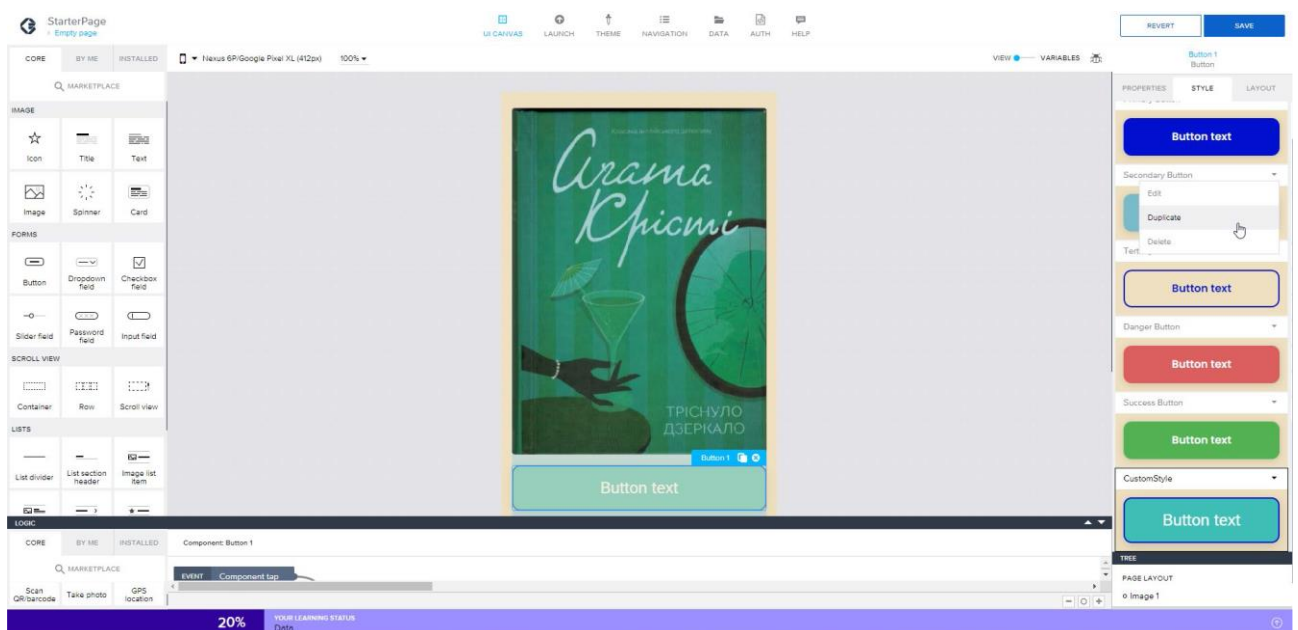 StarterPage
Empty page
UI CANVAS
LAUNCH
THEME
NAVIGATION
DATA
AUTH
HELP
REVERT
SAVE
CORE
BY ME
INSTALLED
Nexus 6P/Google Pixel XL (412px)
100%
VIEW
VARIABLES
Button 1
Button
MARKETPLACE
PROPERTIES
STYLE
LAYOUT
IMAGE
Icon
Title
Text
Image
Spinner
Card
FORMS
Button
Dropdown field
Checkbox field
Slider field
Password field
Input field
SCROLL VIEW
Container
Row
Scroll view
LISTS
List divider
List section header
Image list item
Агата
Крісті
ТРІСНУЛО
ДЗЕРКАЛО
Button 1
Button text
Button text
Secondary Button
Edit
Duplicate
Delete
Button text
Danger Button
Button text
Success Button
Button text
CustomStyle
Button text
LOGIC
CORE
BY ME
INSTALLED
Component: Button 1
MARKETPLACE
EVENT
Component tap
Scan QR/barcode
Take photo
GPS location
TREE
PAGE LAYOUT
Image 1
20%
YOUR LEARNING STATUS
Data